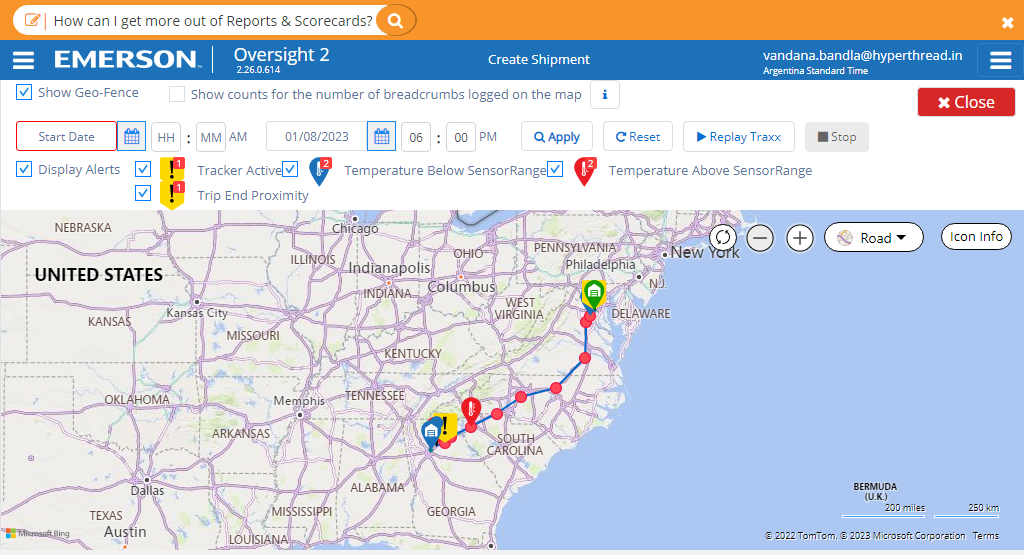 How can I get more out of Reports & Scorecards?
EMERSON
Oversight 2
2.26.0.614
Create Shipment
vandana.bandla@hyperthread.in
Argentina Standard Time
Show Geo-Fence
Show counts for the number of breadcrumbs logged on the map
i
Close
Start Date
HH : MM AM
01/08/2023
06 : 00 PM
Apply
Reset
Replay Traxx
Stop
Display Alerts
1 Tracker Active
2 Temperature Below SensorRange
2 Temperature Above SensorRange
1 Trip End Proximity
Road
Icon Info
NEBRASKA
Chicago
ILLINOIS
OHIO
PENNSYLVANIA
New York
Indianapolis
Philadelphia
UNITED STATES
INDIANA
Columbus
N.J.
Kansas City
WEST
VIRGINIA
DELAWARE
KANSAS
MISSOURI
KENTUCKY
OKLAHOMA
Memphis
TENNESSEE
ARKANSAS
SOUTH
CAROLINA
Dallas
ALABAMA
BERMUDA
(U.K.)
TEXAS
MISSISSIPPI
GEORGIA
200 miles
250 km
Austin
LOUISIANA
Microsoft Bing
© 2022 TomTom, © 2023 Microsoft Corporation Terms